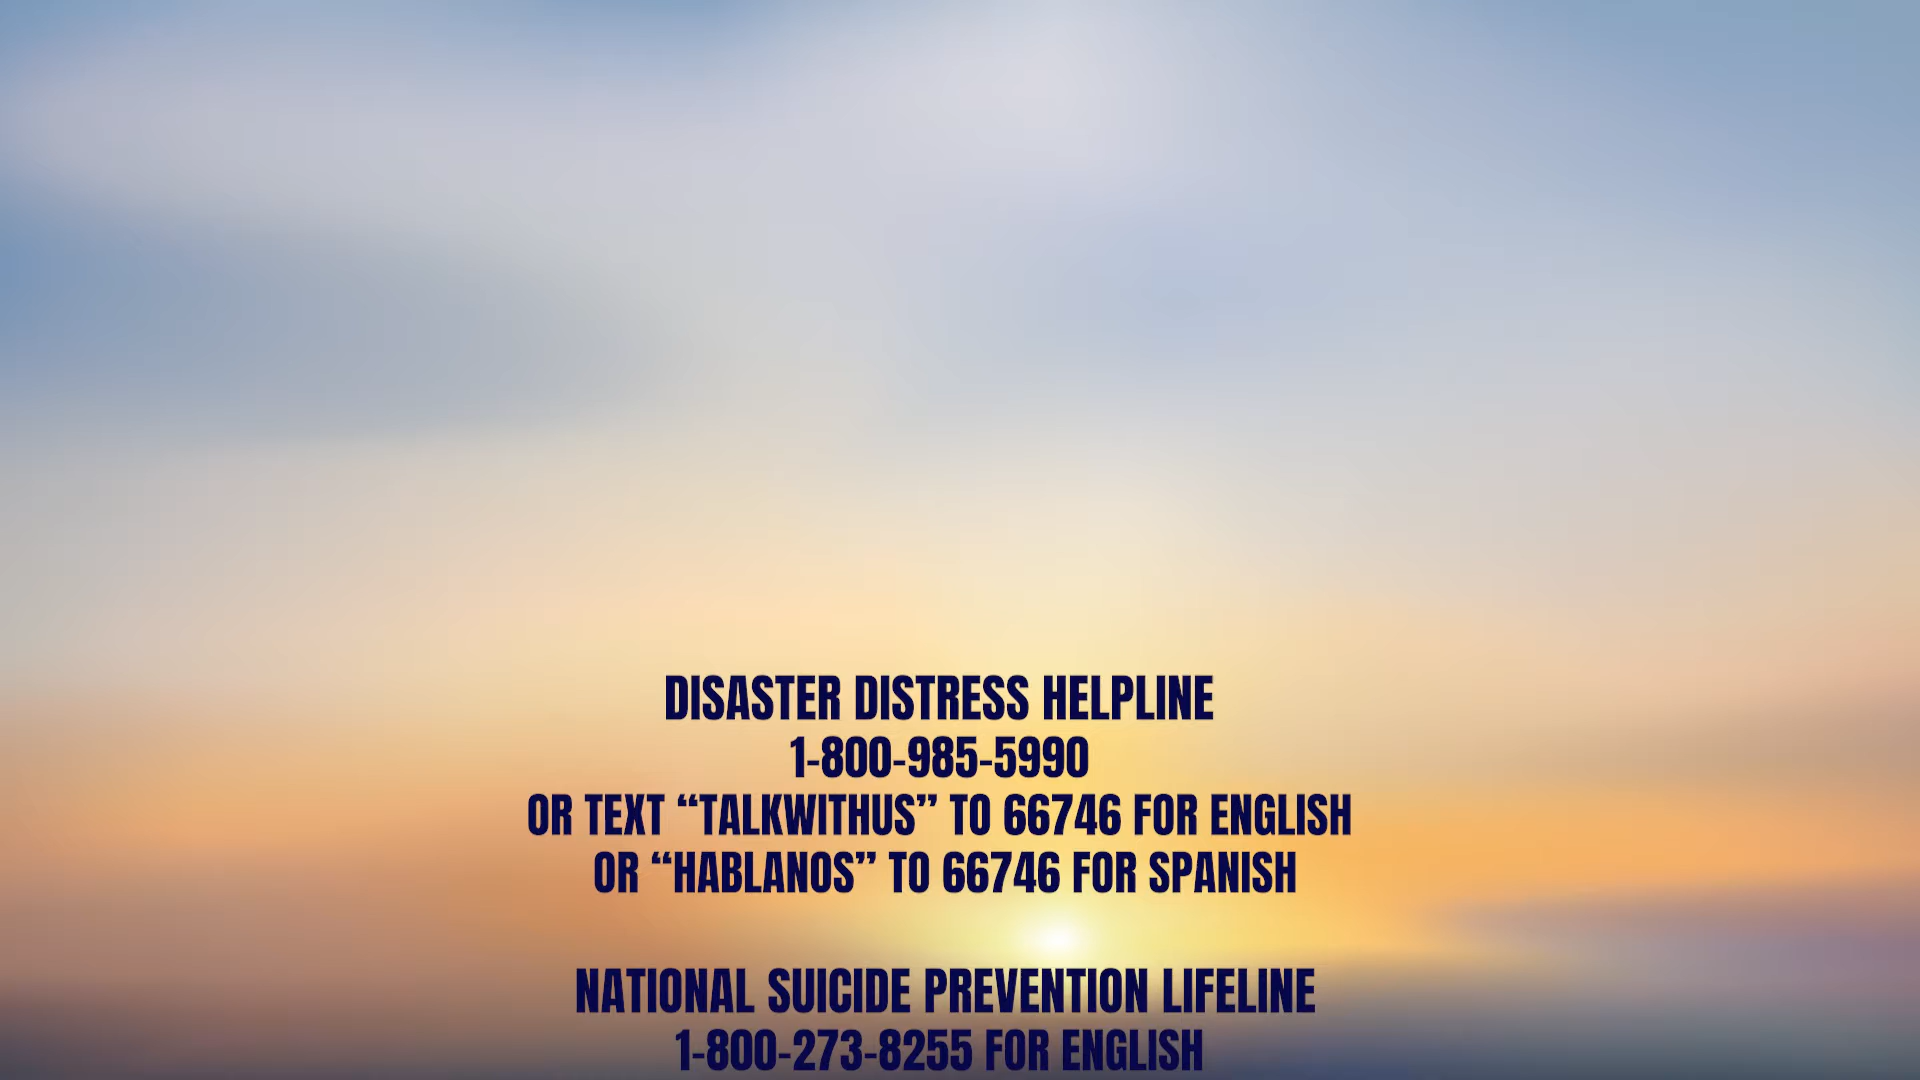 DISASTER DISTRESS HELPLINE
1-800-985-5990
OR TEXT “TALKWITHUS” TO 66746 FOR ENGLISH
OR “HABLANOS” TO 66746 FOR SPANISH
NATIONAL SUICIDE PREVENTION LIFELINE
1-800-273-8255 FOR ENGLISH